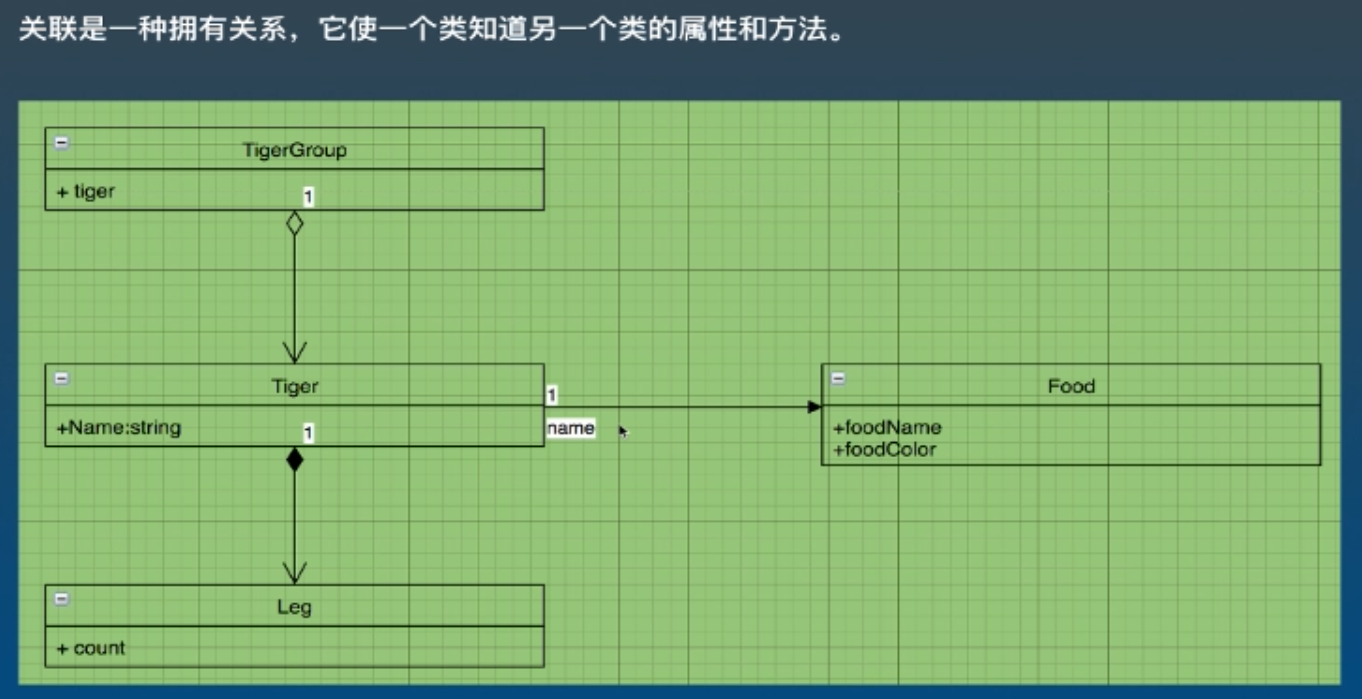 关联是一种拥有关系，它使一个类知道另一个类的属性和方法。
TigerGroup
+ tiger
1
Tiger
+Name:string
1
1
name
Food
+foodName
+foodColor
Leg
+ count